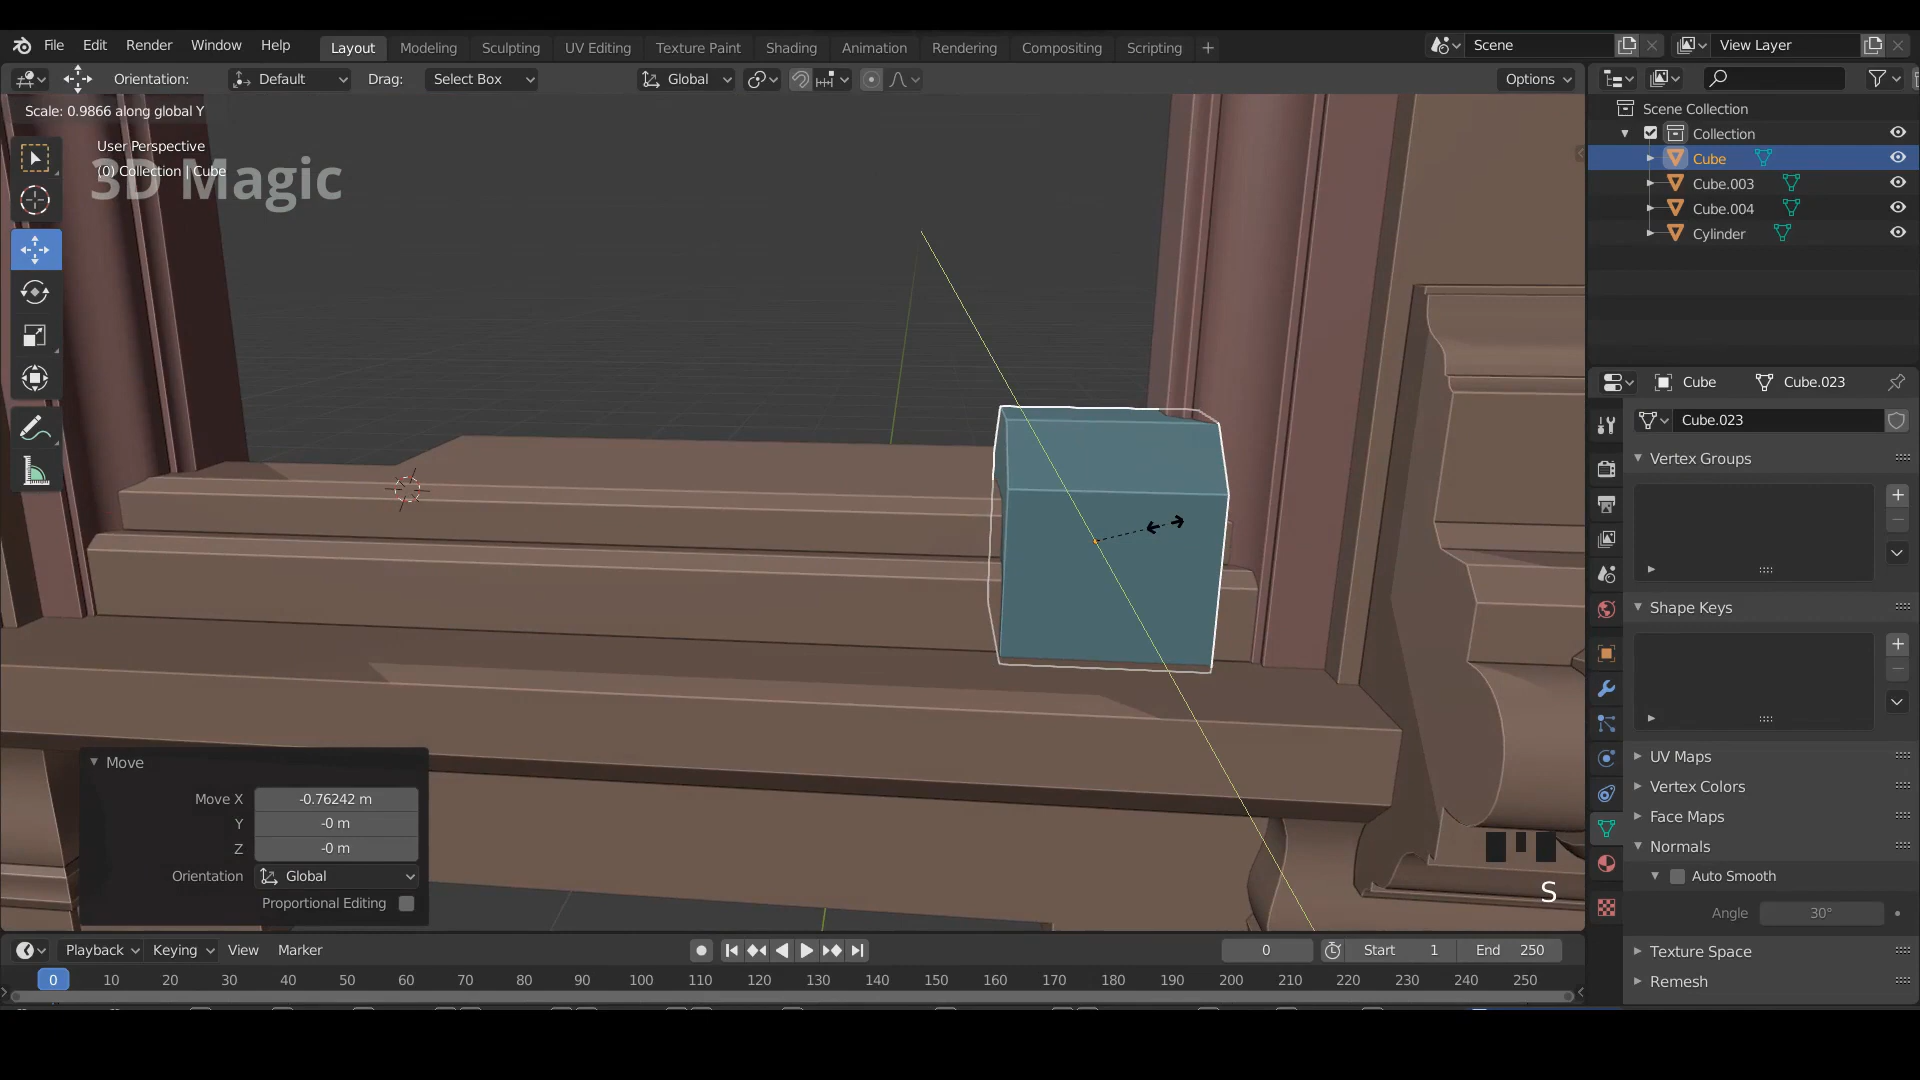 File Edit Render Window Help Layout Modeling Sculpting UV Editing Texture Paint Shading Animation Rendering Compositing Scripting + Scene View Layer
Orientation: Default Drag: Select Box Global Options
Scale: 0.9866 along global Y
User Perspective
(0) Collection | Cube
3D Magic
Scene Collection
Collection
Cube
Cube.003
Cube.004
Cylinder
Cube Cube.023
Cube.023
Vertex Groups
Shape Keys
UV Maps
Vertex Colors
Face Maps
Normals
Auto Smooth
Angle 30°
Texture Space
Remesh
Move
Move X -0.76242 m
Y -0 m
Z -0 m
Orientation Global
Proportional Editing
S
Playback Keying View Marker 0 Start 1 End 250
0 10 20 30 40 50 60 70 80 90 100 110 120 130 140 150 160 170 180 190 200 210 220 230 240 250